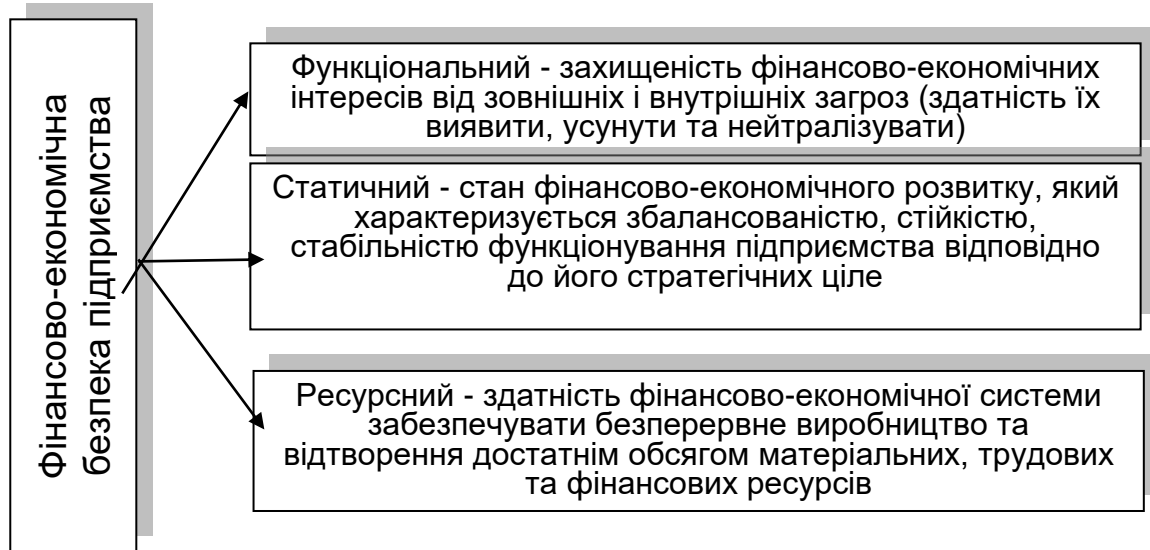 Фінансово-економічна
безпека підприємства
Функціональний - захищеність фінансово-економічних
інтересів від зовнішніх і внутрішніх загроз (здатність їх
виявити, усунути та нейтралізувати)
Статичний - стан фінансово-економічного розвитку, який
характеризується збалансованістю, стійкістю,
стабільністю функціонування підприємства відповідно
до його стратегічних ціле
Ресурсний - здатність фінансово-економічної системи
забезпечувати безперервне виробництво та
відтворення достатнім обсягом матеріальних, трудових
та фінансових ресурсів